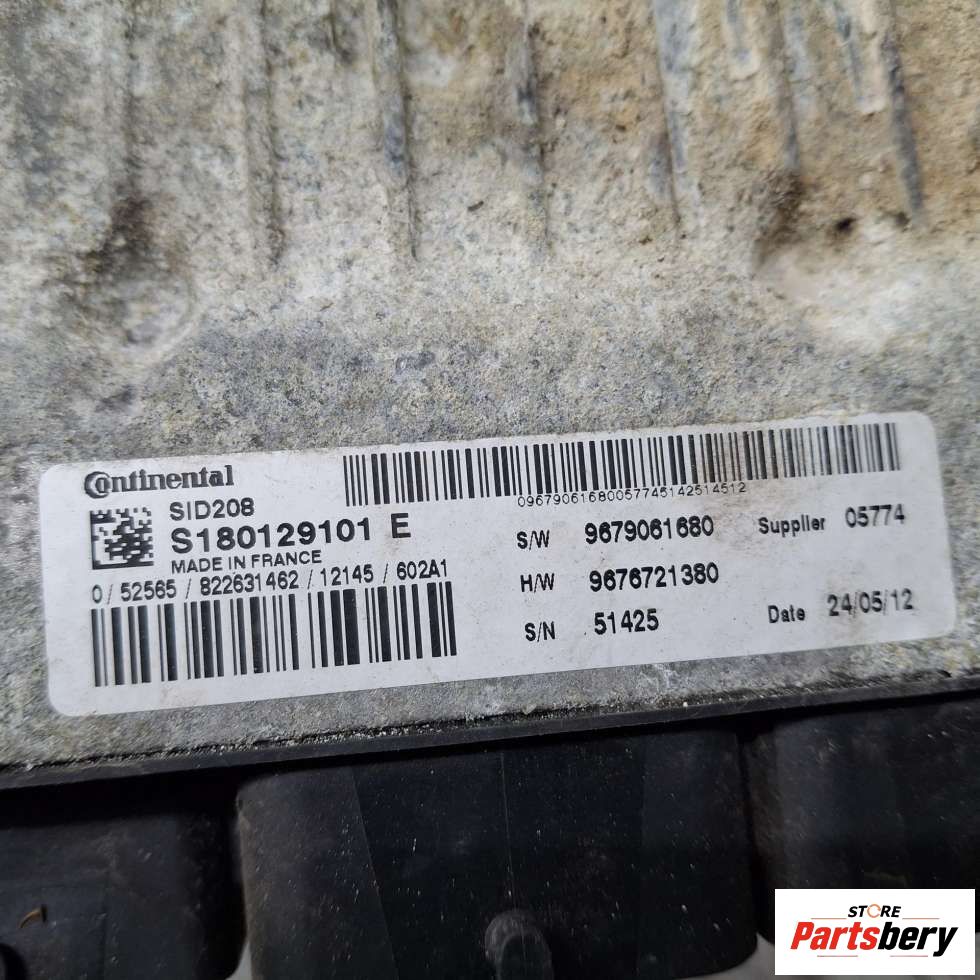 Continental
SID208
S180129101 E
MADE IN FRANCE
0/52565/822631462/12145/602A1
09679061680057745142514512
S/W 9679061680 Supplier 05774
H/W 9676721380
S/N 51425 Date 24/05/12
STORE
Partsbery